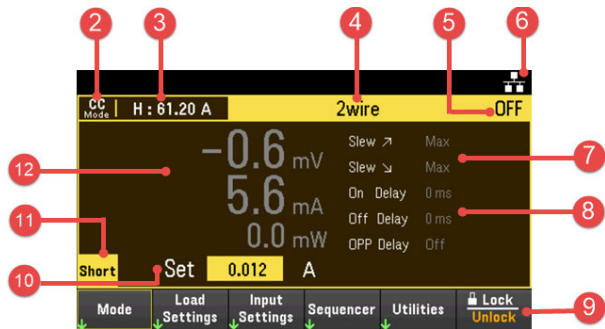 2 3 4 5 6
CC Mode H : 61.20 A 2wire OFF
-0.6 mV Slew ↗ Max 7
12 5.6 mA Slew ↘ Max
On Delay 0 ms
Off Delay 0 ms 8
0.0 mW OPP Delay Off
11
Short Set 0.012 A
10
Mode Load Settings Input Settings Sequencer Utilities Lock Unlock 9